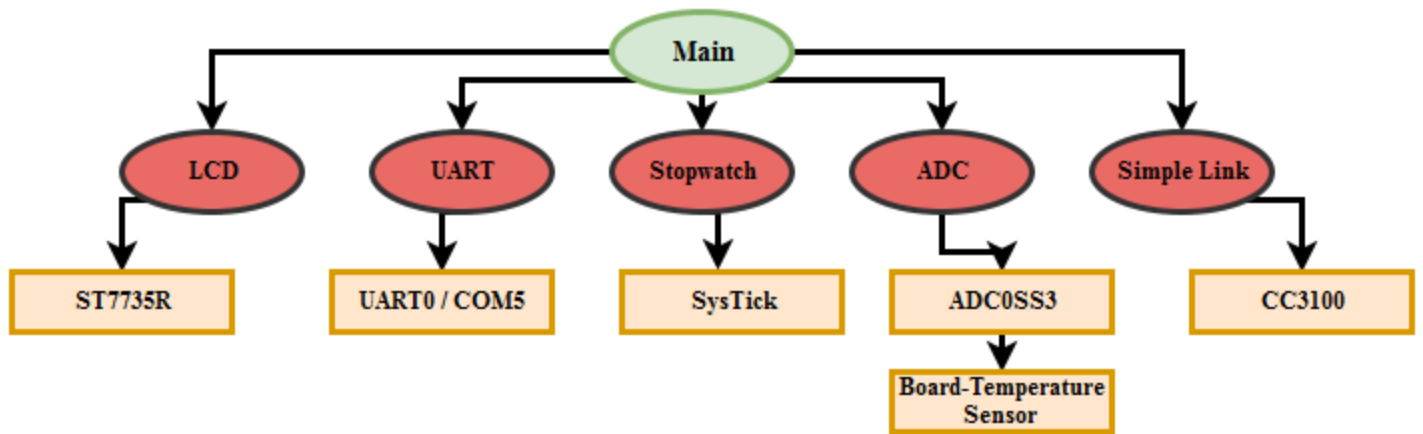 Main
LCD
UART
Stopwatch
ADC
Simple Link
ST7735R
UART0 / COM5
SysTick
ADC0SS3
CC3100
Board-Temperature
Sensor